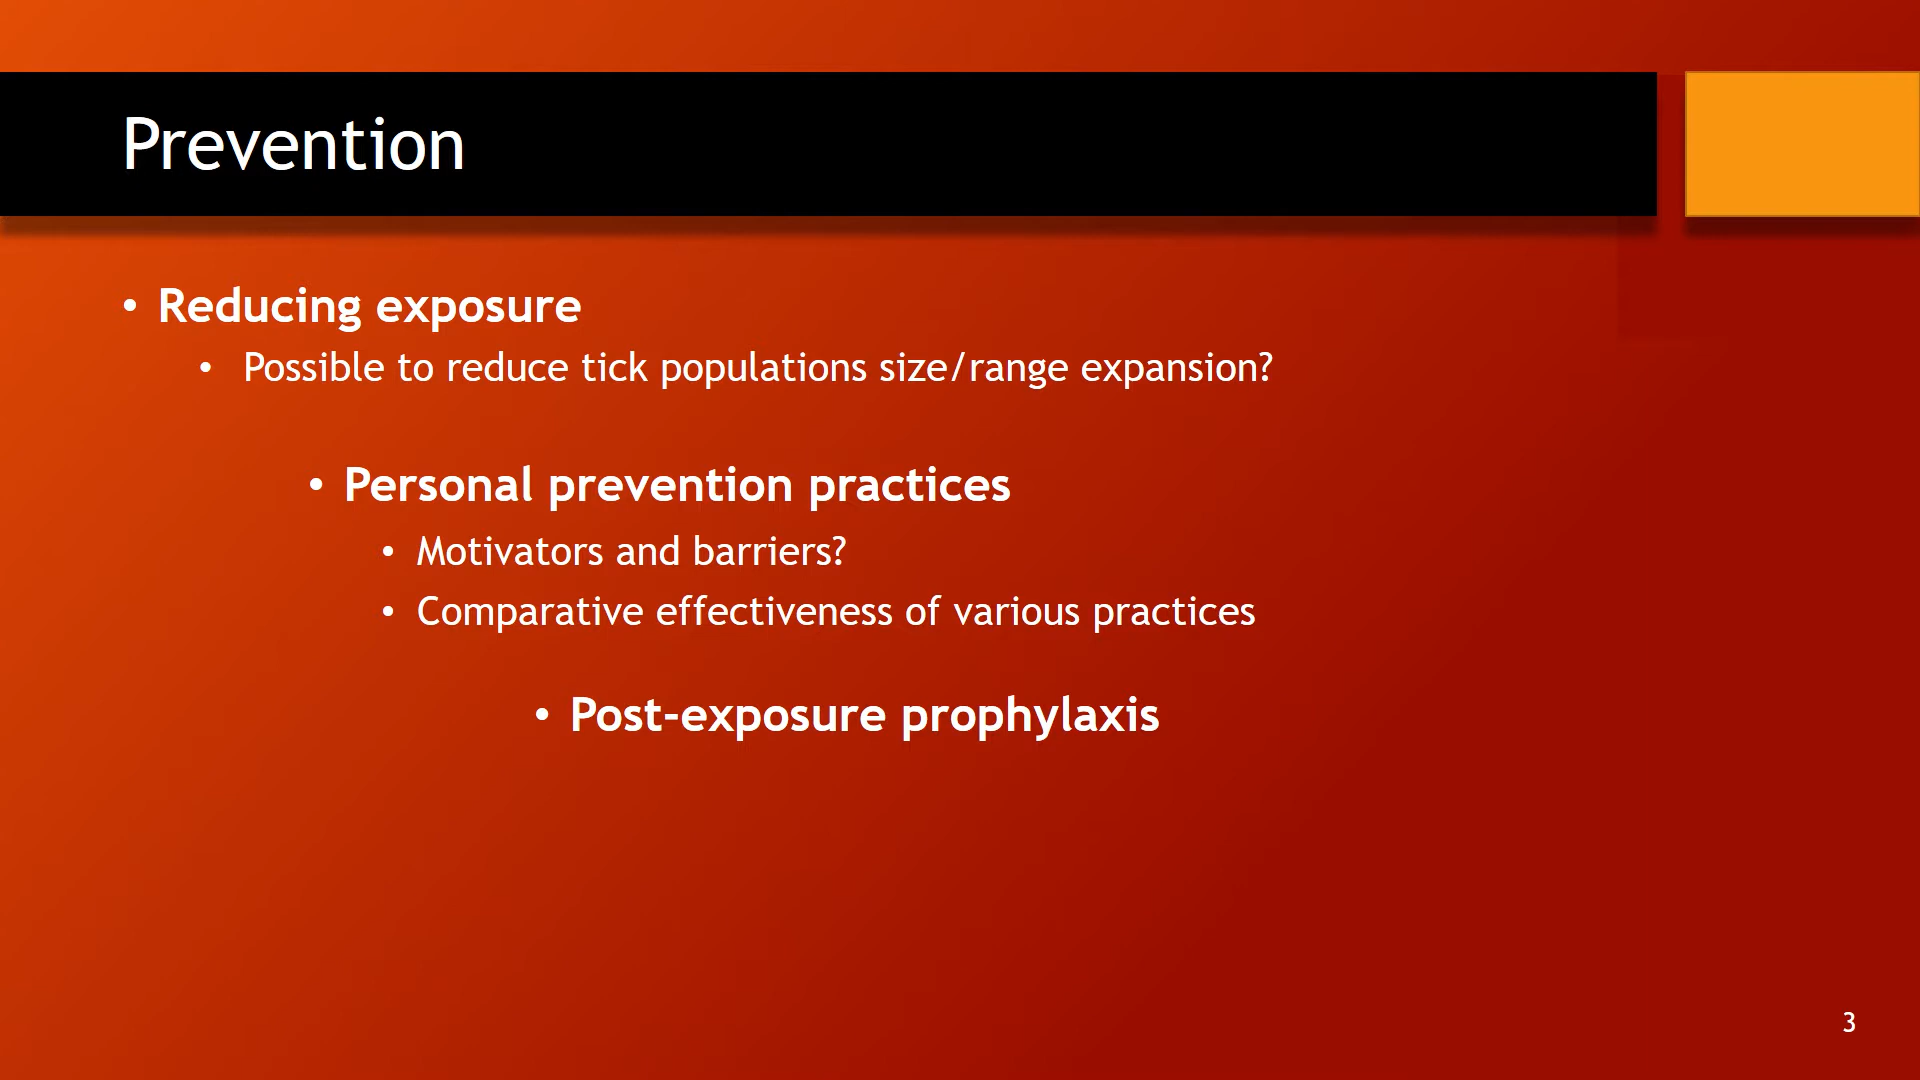 Prevention
• Reducing exposure
• Possible to reduce tick populations size/range expansion?
• Personal prevention practices
• Motivators and barriers?
• Comparative effectiveness of various practices
• Post-exposure prophylaxis
3